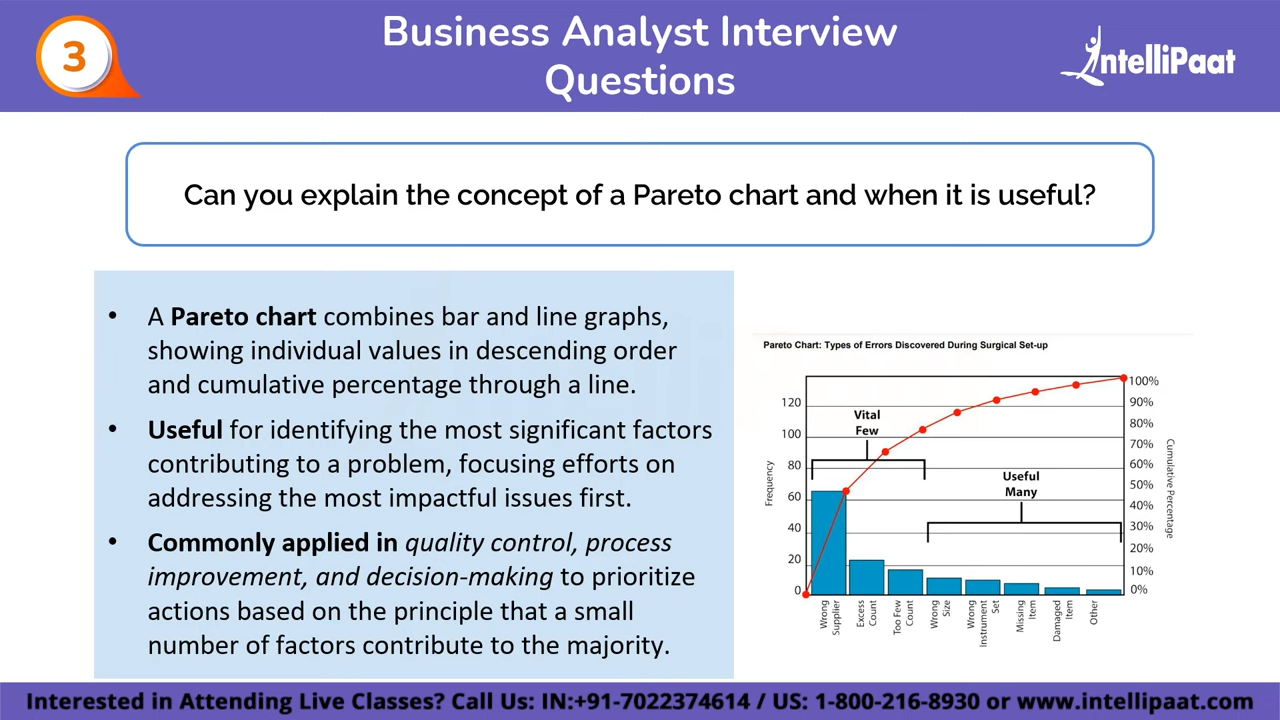 3
Business Analyst Interview
Questions
IntelliPaat
Can you explain the concept of a Pareto chart and when it is useful?
• A Pareto chart combines bar and line graphs,
showing individual values in descending order
and cumulative percentage through a line.
• Useful for identifying the most significant factors
contributing to a problem, focusing efforts on
addressing the most impactful issues first.
• Commonly applied in quality control, process
improvement, and decision-making to prioritize
actions based on the principle that a small
number of factors contribute to the majority.
Pareto Chart: Types of Errors Discovered During Surgical Set-up
Frequency
120
100
80
60
40
20
0
Vital
Few
Useful
Many
100%
90%
80%
70%
60%
50%
40%
30%
20%
10%
0%
Cumulative Percentage
Wrong
Supplier
Excess
Count
Too Few
Count
Wrong
Size
Wrong
Instrument
Set
Missing
Item
Damaged
Item
Other
Interested in Attending Live Classes? Call Us: IN:+91-7022374614 / US: 1-800-216-8930 or www.intellipaat.com